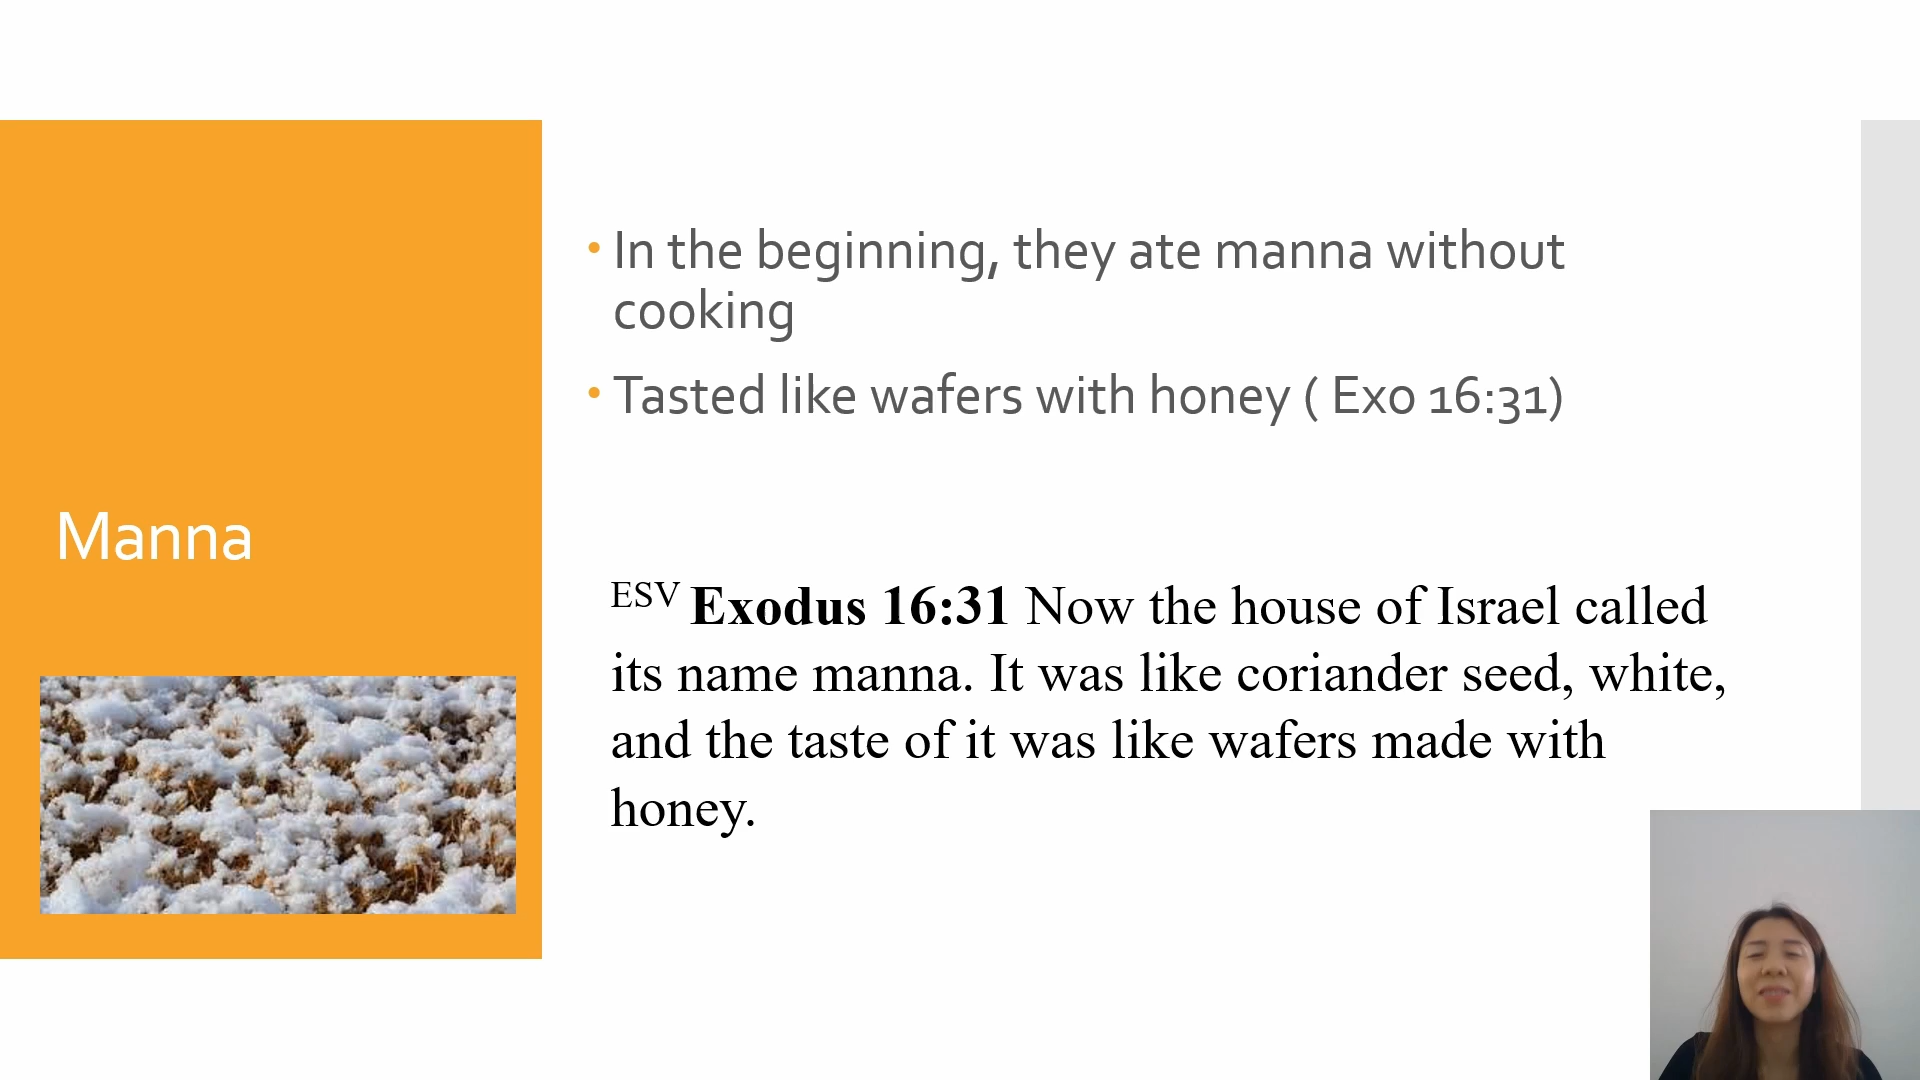 Manna
In the beginning, they ate manna without
cooking
Tasted like wafers with honey ( Exo 16:31)
ESV Exodus 16:31 Now the house of Israel called
its name manna. It was like coriander seed, white,
and the taste of it was like wafers made with
honey.